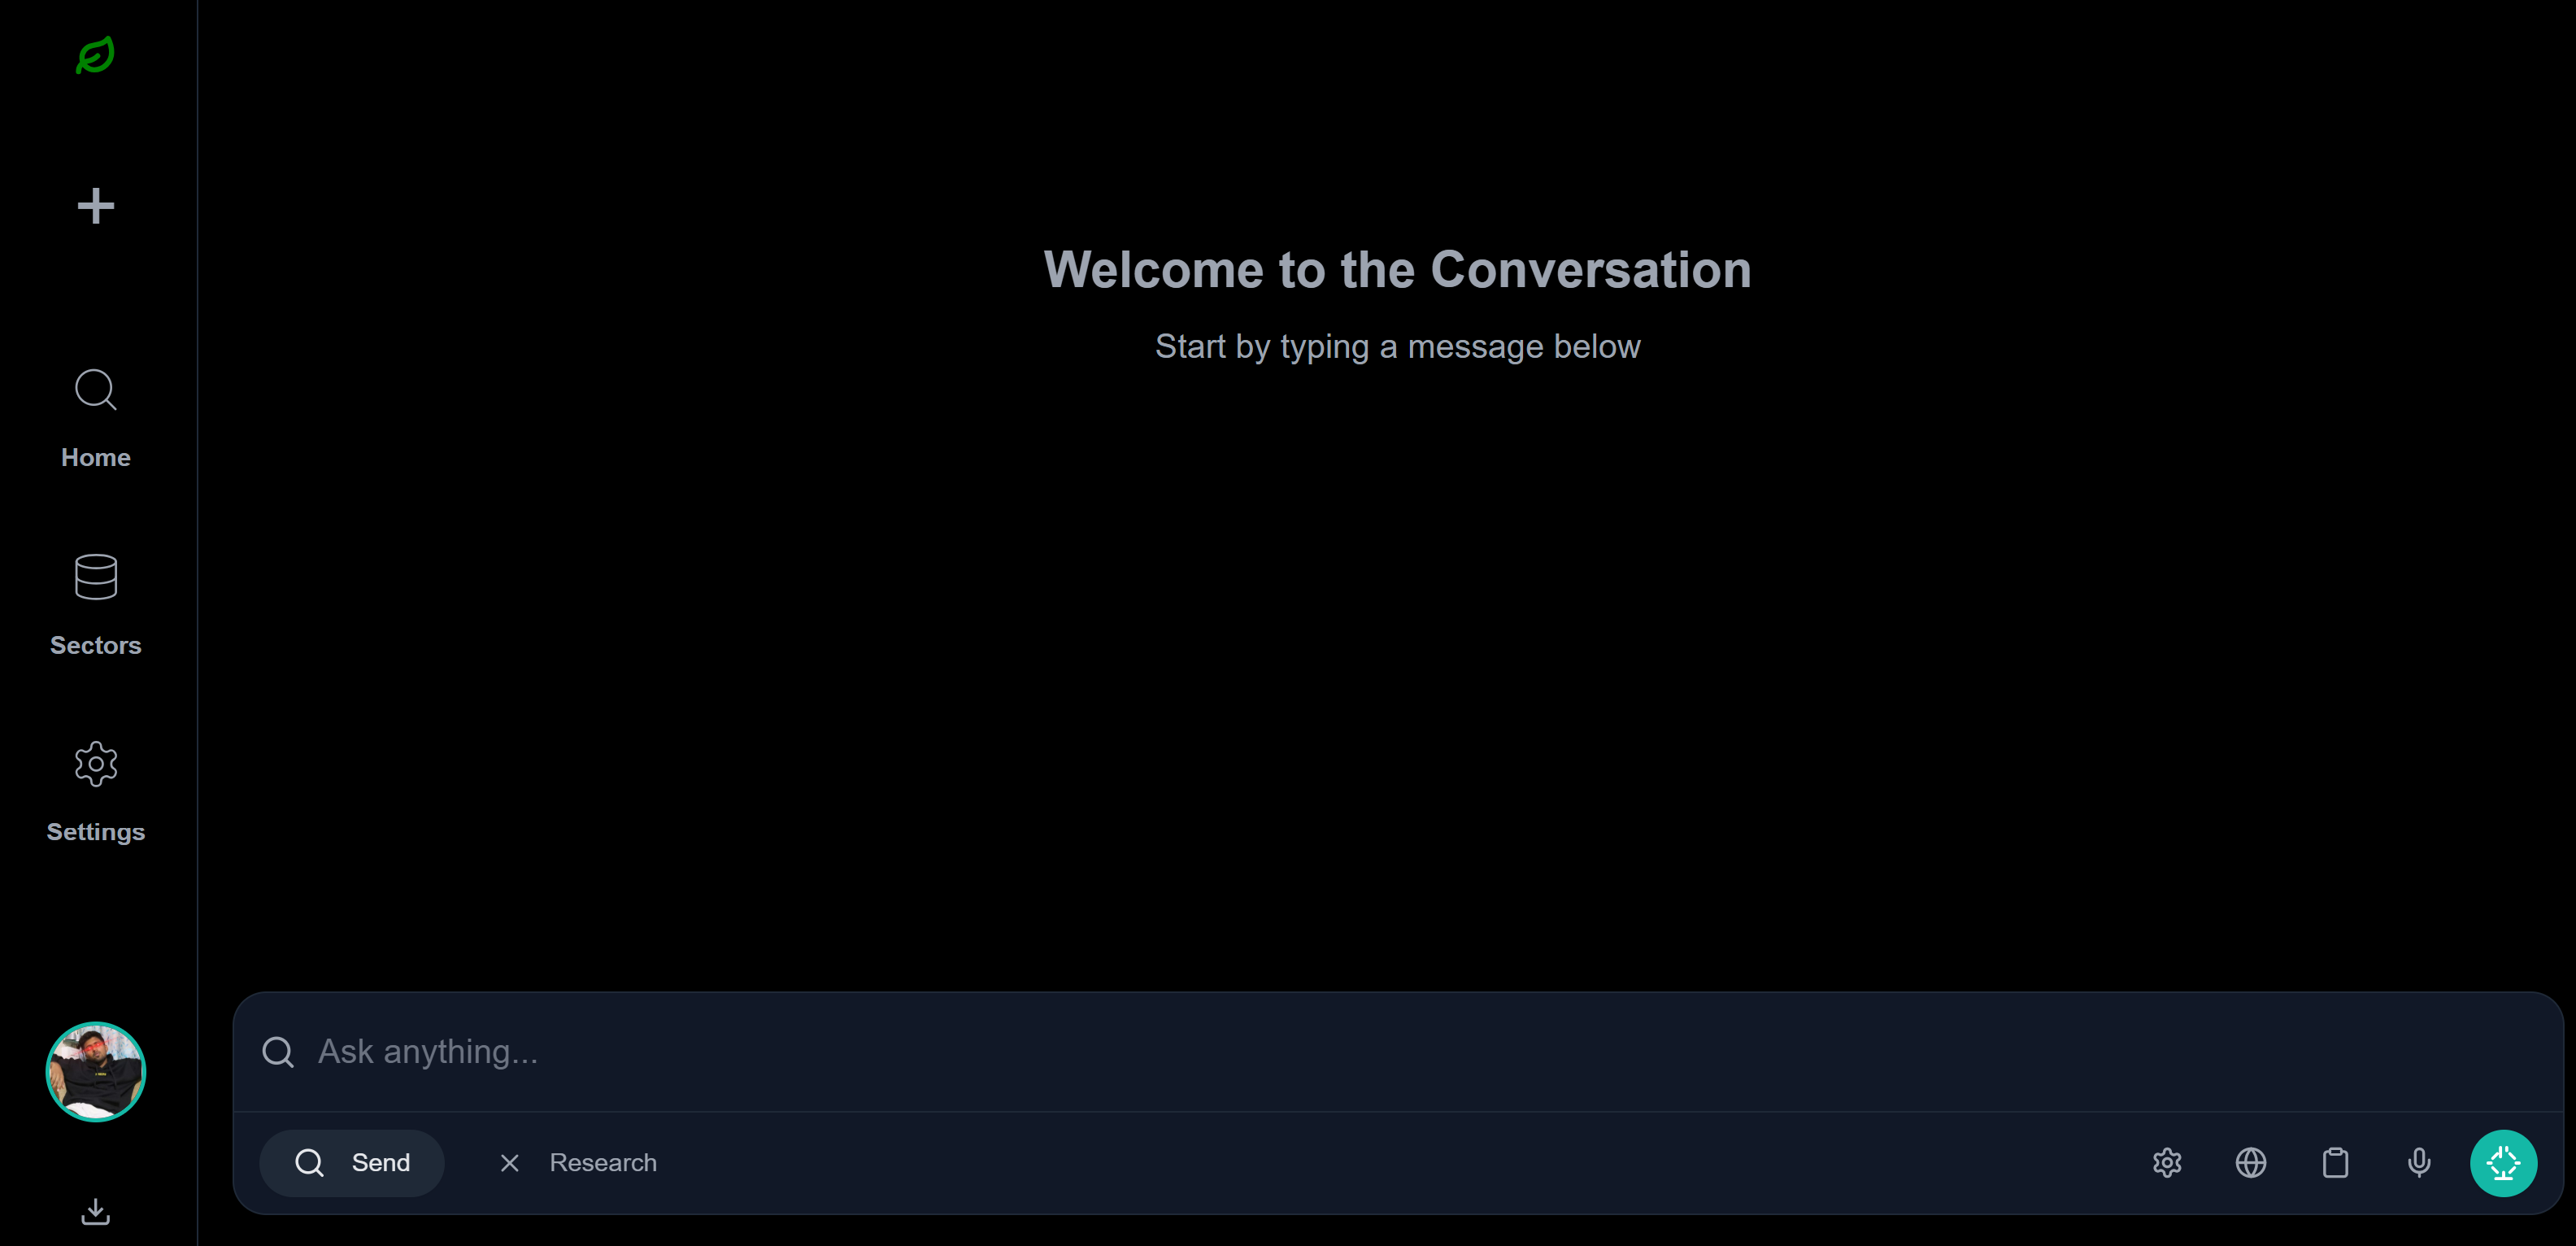 Home
Sectors
Settings
Welcome to the Conversation
Start by typing a message below
Ask anything...
Send
Research